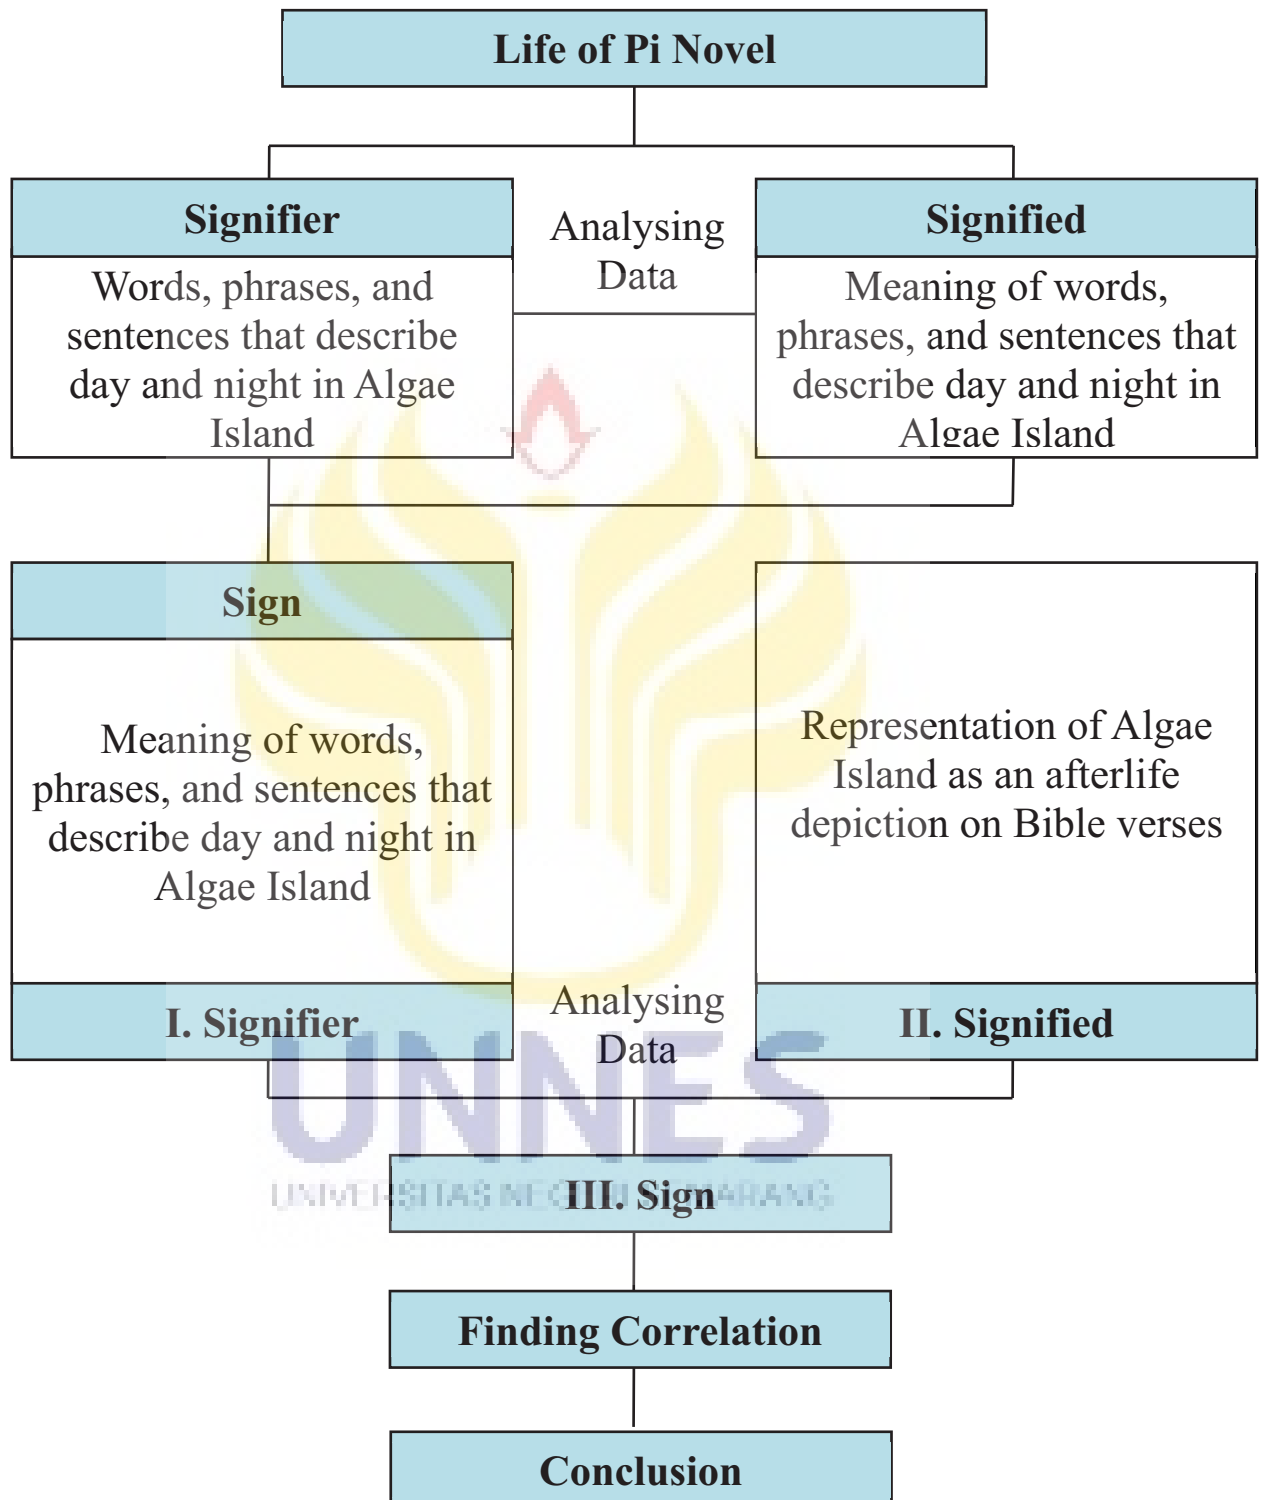 Life of Pi Novel
Signifier
Words, phrases, and
sentences that describe
day and night in Algae
Island
Analysing
Data
Signified
Meaning of words,
phrases, and sentences that
describe day and night in
Algae Island
Sign
Meaning of words,
phrases, and sentences that
describe day and night in
Algae Island
I. Signifier
Analysing
Data
Representation of Algae
Island as an afterlife
depiction on Bible verses
II. Signified
UNNES
UNIVERSITAS NEGERI SEMARANG
III. Sign
Finding Correlation
Conclusion